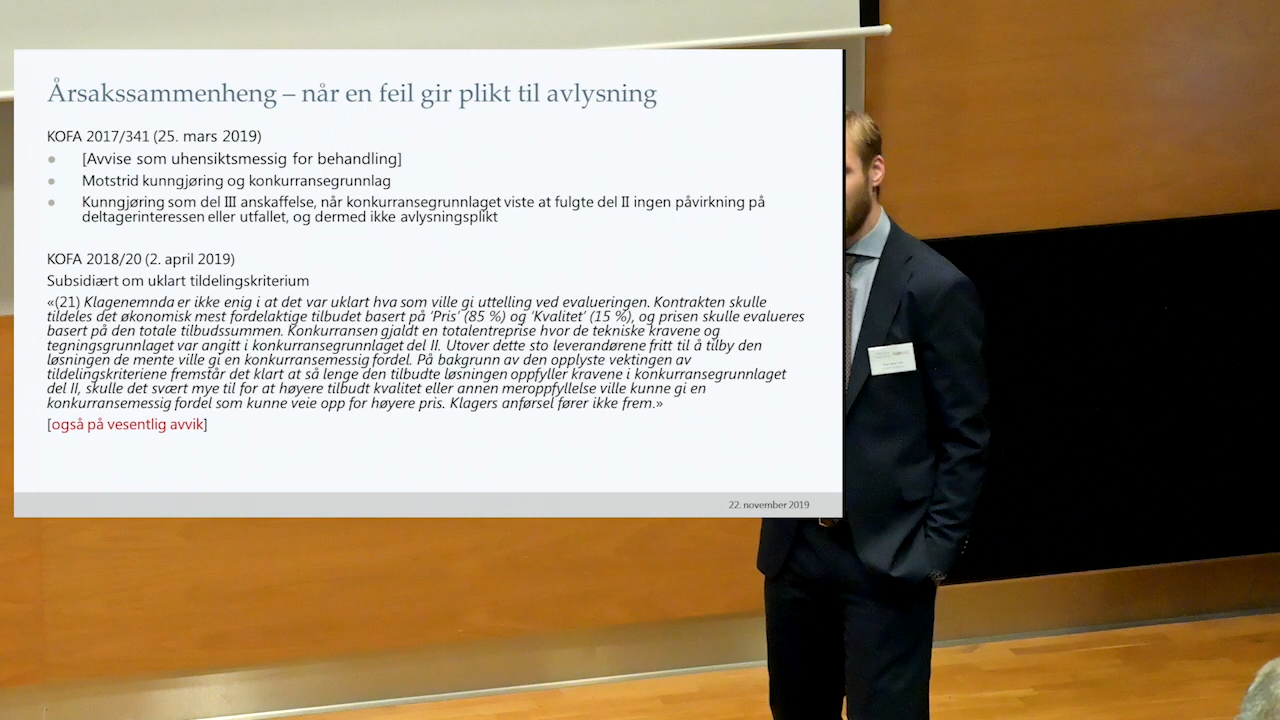 Årsakssammenheng – når en feil gir plikt til avlysning
KOFA 2017/341 (25. mars 2019)
● [Avvise som uhensiktsmessig for behandling]
● Motstrid kunngjøring og konkurransegrunnlag
● Kunngjøring som del III anskaffelse, når konkurransegrunnlaget viste at fulgte del II ingen påvirkning på
deltagerinteressen eller utfallet, og dermed ikke avlysningsplikt
KOFA 2018/20 (2. april 2019)
Subsidiært om uklart tildelingskriterium
«(21) Klagenemnda er ikke enig i at det var uklart hva som ville gi uttelling ved evalueringen. Kontrakten skulle
tildeles det økonomisk mest fordelaktige tilbudet basert på ‘Pris’ (85 %) og ‘Kvalitet’ (15 %), og prisen skulle evalueres
basert på den totale tilbudssummen. Konkurransen gjaldt en totalentreprise hvor de tekniske kravene og
tegningsgrunnlaget var angitt i konkurransegrunnlaget del II. Utover dette sto leverandørene fritt til å tilby den
løsningen de mente ville gi en konkurransemessig fordel. På bakgrunn av den opplyste vektingen av
tildelingskriteriene fremstår det klart at så lenge den tilbudte løsningen oppfyller kravene i konkurransegrunnlaget
del II, skulle det svært mye til for at høyere tilbudt kvalitet eller annen meroppfyllelse ville kunne gi en
konkurransemessig fordel som kunne veie opp for høyere pris. Klagers anførsel fører ikke frem.»
[også på vesentlig avvik]
22. november 2019